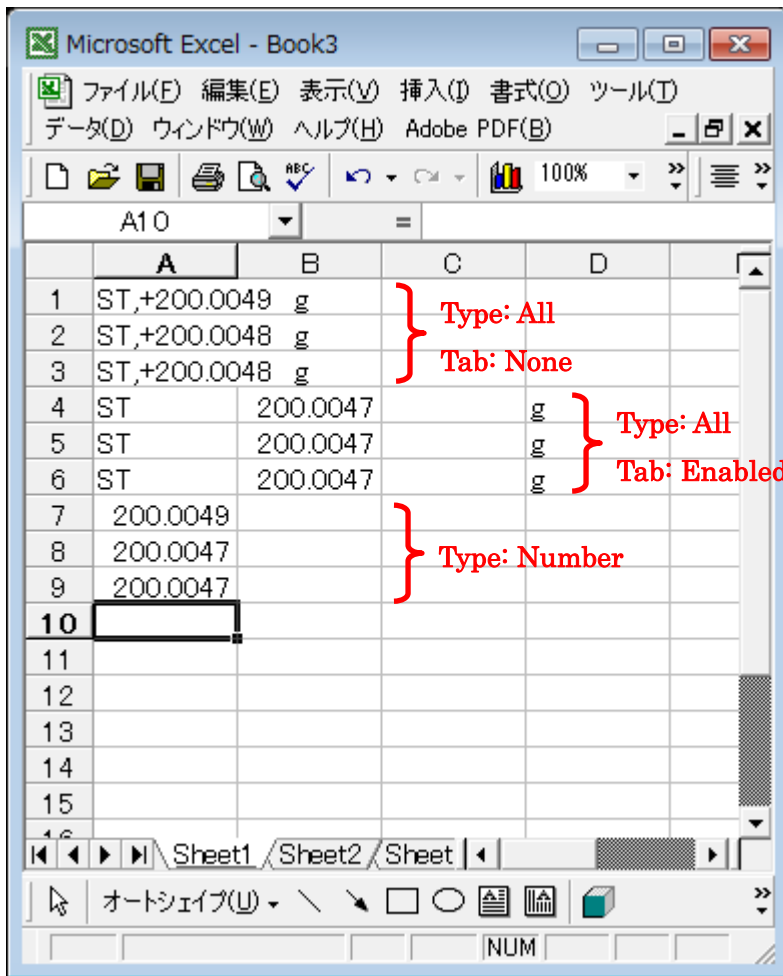 Microsoft Excel - Book3
ファイル(F) 編集(E) 表示(V) 挿入(I) 書式(O) ツール(T)
データ(D) ウィンドウ(W) ヘルプ(H) Adobe PDF(B)
ABC 100%
A10 =
A B C D
1 ST,+200.0049 g
2 ST,+200.0048 g
3 ST,+200.0048 g
Type: All
Tab: None
4 ST 200.0047 g
5 ST 200.0047 g
6 ST 200.0047 g
Type: All
Tab: Enabled
7 200.0049
8 200.0047
9 200.0047
Type: Number
10
11
12
13
14
15
16
Sheet1 Sheet2 Sheet
オートシェイプ(U)
NUM